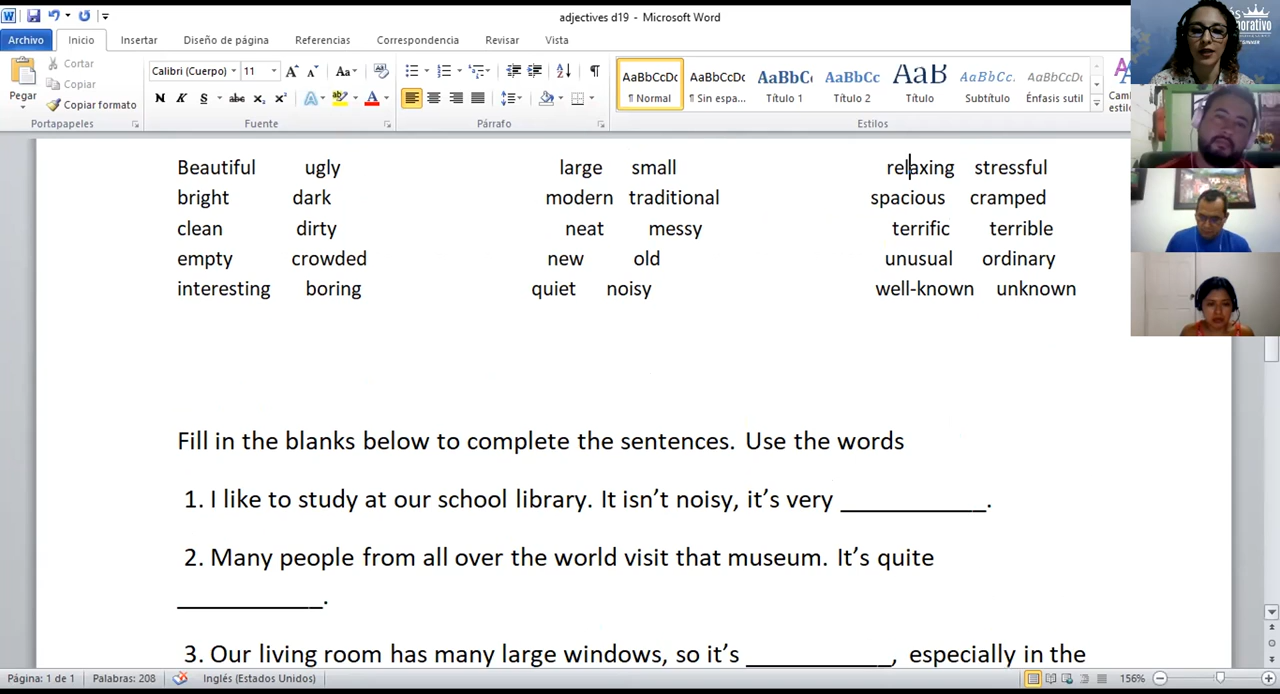 adjectives d19 - Microsoft Word
Archivo Inicio Insertar Diseño de página Referencias Correspondencia Revisar Vista
Pegar
Cortar
Copiar
Copiar formato
Portapapeles
Calibri (Cuerpo) 11
N K S abc x₂ x²
Fuente
Párrafo
AaBbCcDc AaBbCcDc AaBbC AaBbCc AaB AaBbCc. AaBbCcDc
¶ Normal ¶ Sin espa... Título 1 Título 2 Título Subtítulo Énfasis sutil
Estilos
Beautiful ugly large small relaxing stressful
bright dark modern traditional spacious cramped
clean dirty neat messy terrific terrible
empty crowded new old unusual ordinary
interesting boring quiet noisy well-known unknown
Fill in the blanks below to complete the sentences. Use the words
1. I like to study at our school library. It isn't noisy, it's very ____________.
2. Many people from all over the world visit that museum. It's quite
____________.
3. Our living room has many large windows, so it's ____________, especially in the
Página: 1 de 1 Palabras: 208 Inglés (Estados Unidos) 156%